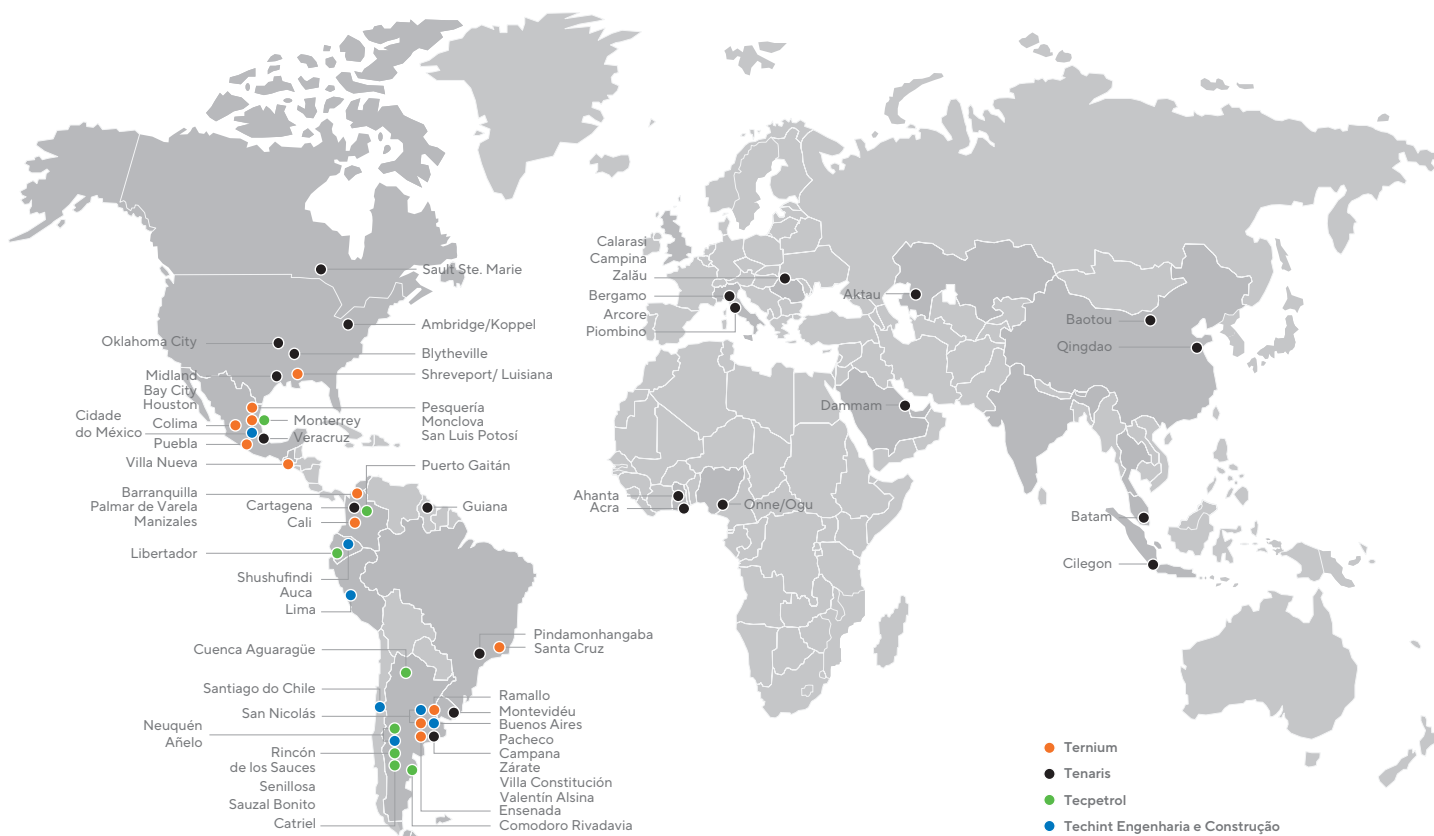 Sault Ste. Marie
Ambridge/Koppel
Oklahoma City
Blytheville
Shreveport/ Luisiana
Midland
Bay City
Houston
Cidade
do México
Colima
Puebla
Villa Nueva
Pesquería
Monterrey
Monclova
Veracruz
San Luis Potosí
Puerto Gaitán
Barranquilla
Palmar de Varela
Manizales
Cartagena
Cali
Guiana
Libertador
Shushufindi
Auca
Lima
Pindamonhangaba
Santa Cruz
Cuenca Aguaragüe
Santiago do Chile
San Nicolás
Neuquén
Añelo
Rincón
de los Sauces
Senillosa
Sauzal Bonito
Catriel
Ramallo
Montevidéu
Buenos Aires
Pacheco
Campana
Zárate
Villa Constitución
Valentín Alsina
Ensenada
Comodoro Rivadavia
Calarasi
Campina
Zalău
Bergamo
Arcore
Piombino
Aktau
Baotou
Qingdao
Dammam
Ahanta
Acra
Onne/Ogu
Batam
Cilegon
Ternium
Tenaris
Tecpetrol
Techint Engenharia e Construção